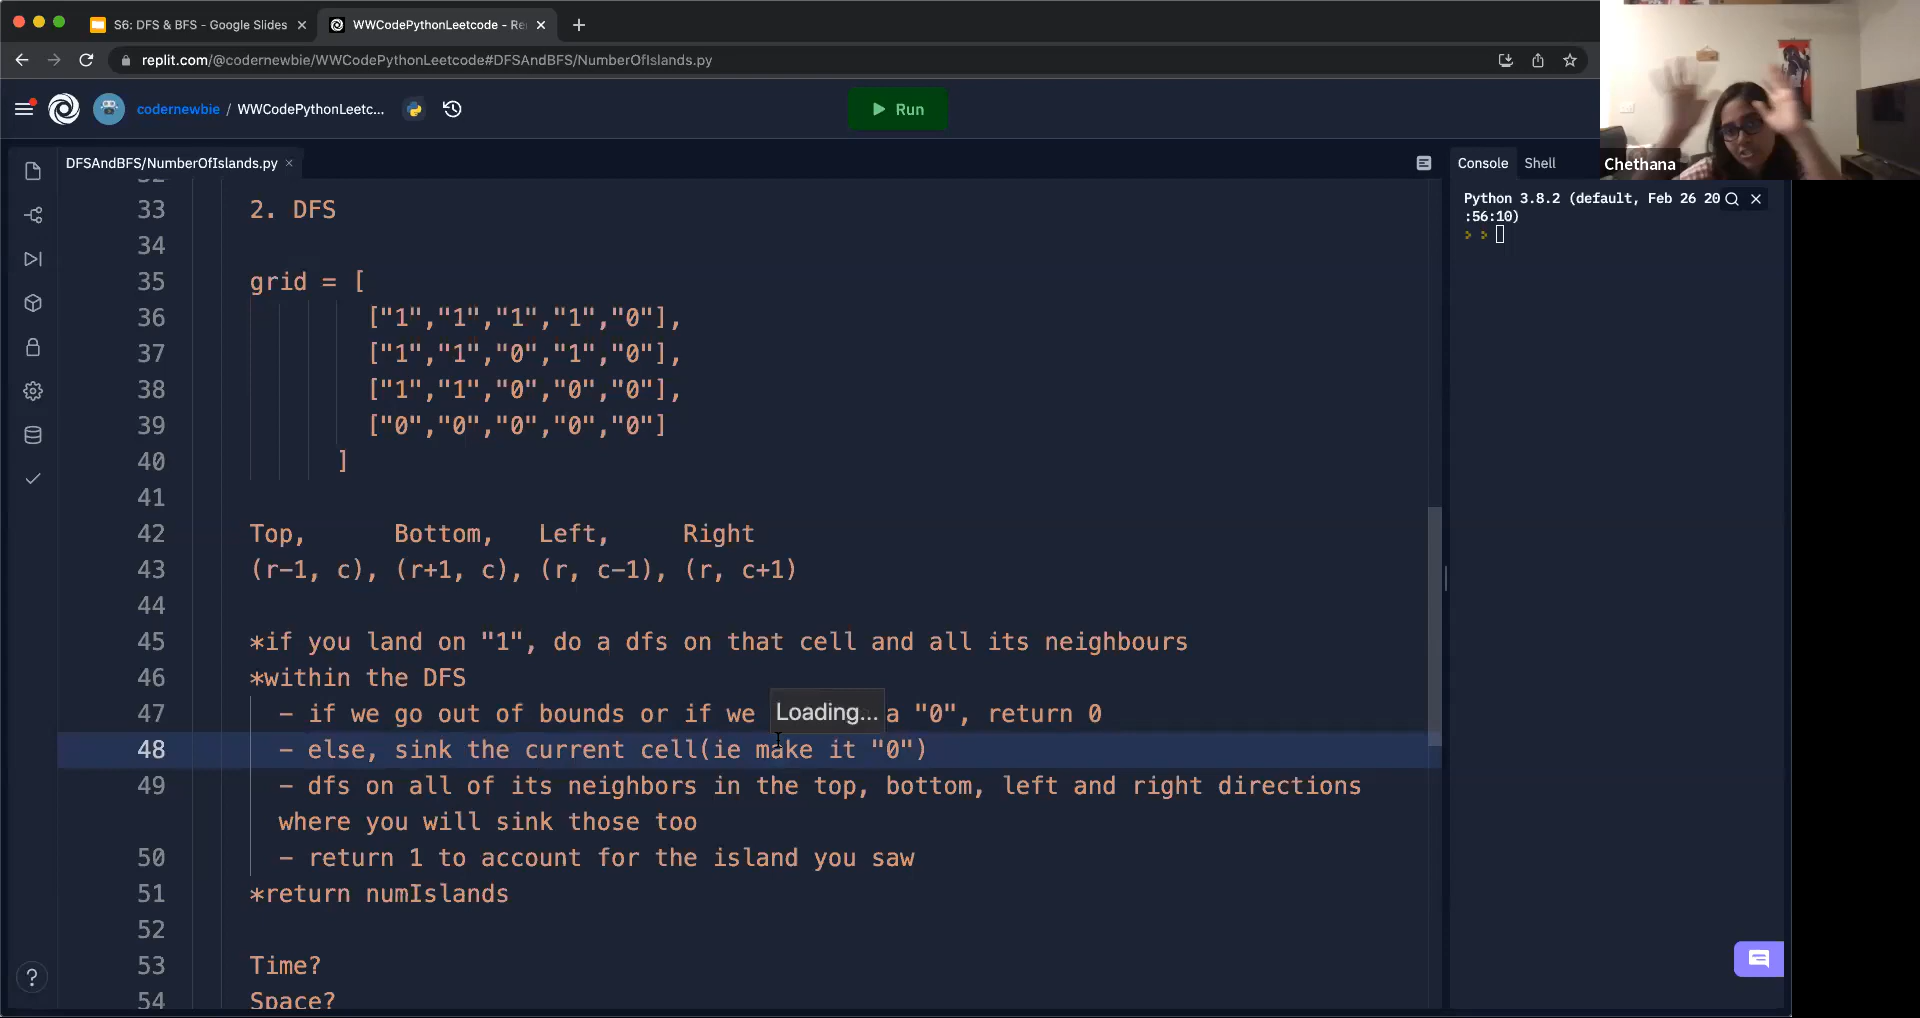 S6: DFS & BFS - Google Slides
WWCodePythonLeetcode - Re
replit.com/@codernewbie/WWCodePythonLeetcode#DFSAndBFS/NumberOfIslands.py
codernewbie / WWCodePythonLeetc...
Run
DFSAndBFS/NumberOfIslands.py
Console
Shell
Chethana
Python 3.8.2 (default, Feb 26 20
:56:10)
33 2. DFS
34
35 grid = [
36 ["1","1","1","1","0"],
37 ["1","1","0","1","0"],
38 ["1","1","0","0","0"],
39 ["0","0","0","0","0"]
40 ]
41
42 Top, Bottom, Left, Right
43 (r-1, c), (r+1, c), (r, c-1), (r, c+1)
44
45 *if you land on "1", do a dfs on that cell and all its neighbours
46 *within the DFS
47 - if we go out of bounds or if we Loading... a "0", return 0
48 - else, sink the current cell(ie make it "0")
49 - dfs on all of its neighbors in the top, bottom, left and right directions
where you will sink those too
50 - return 1 to account for the island you saw
51 *return numIslands
52
53 Time?
54 Space?